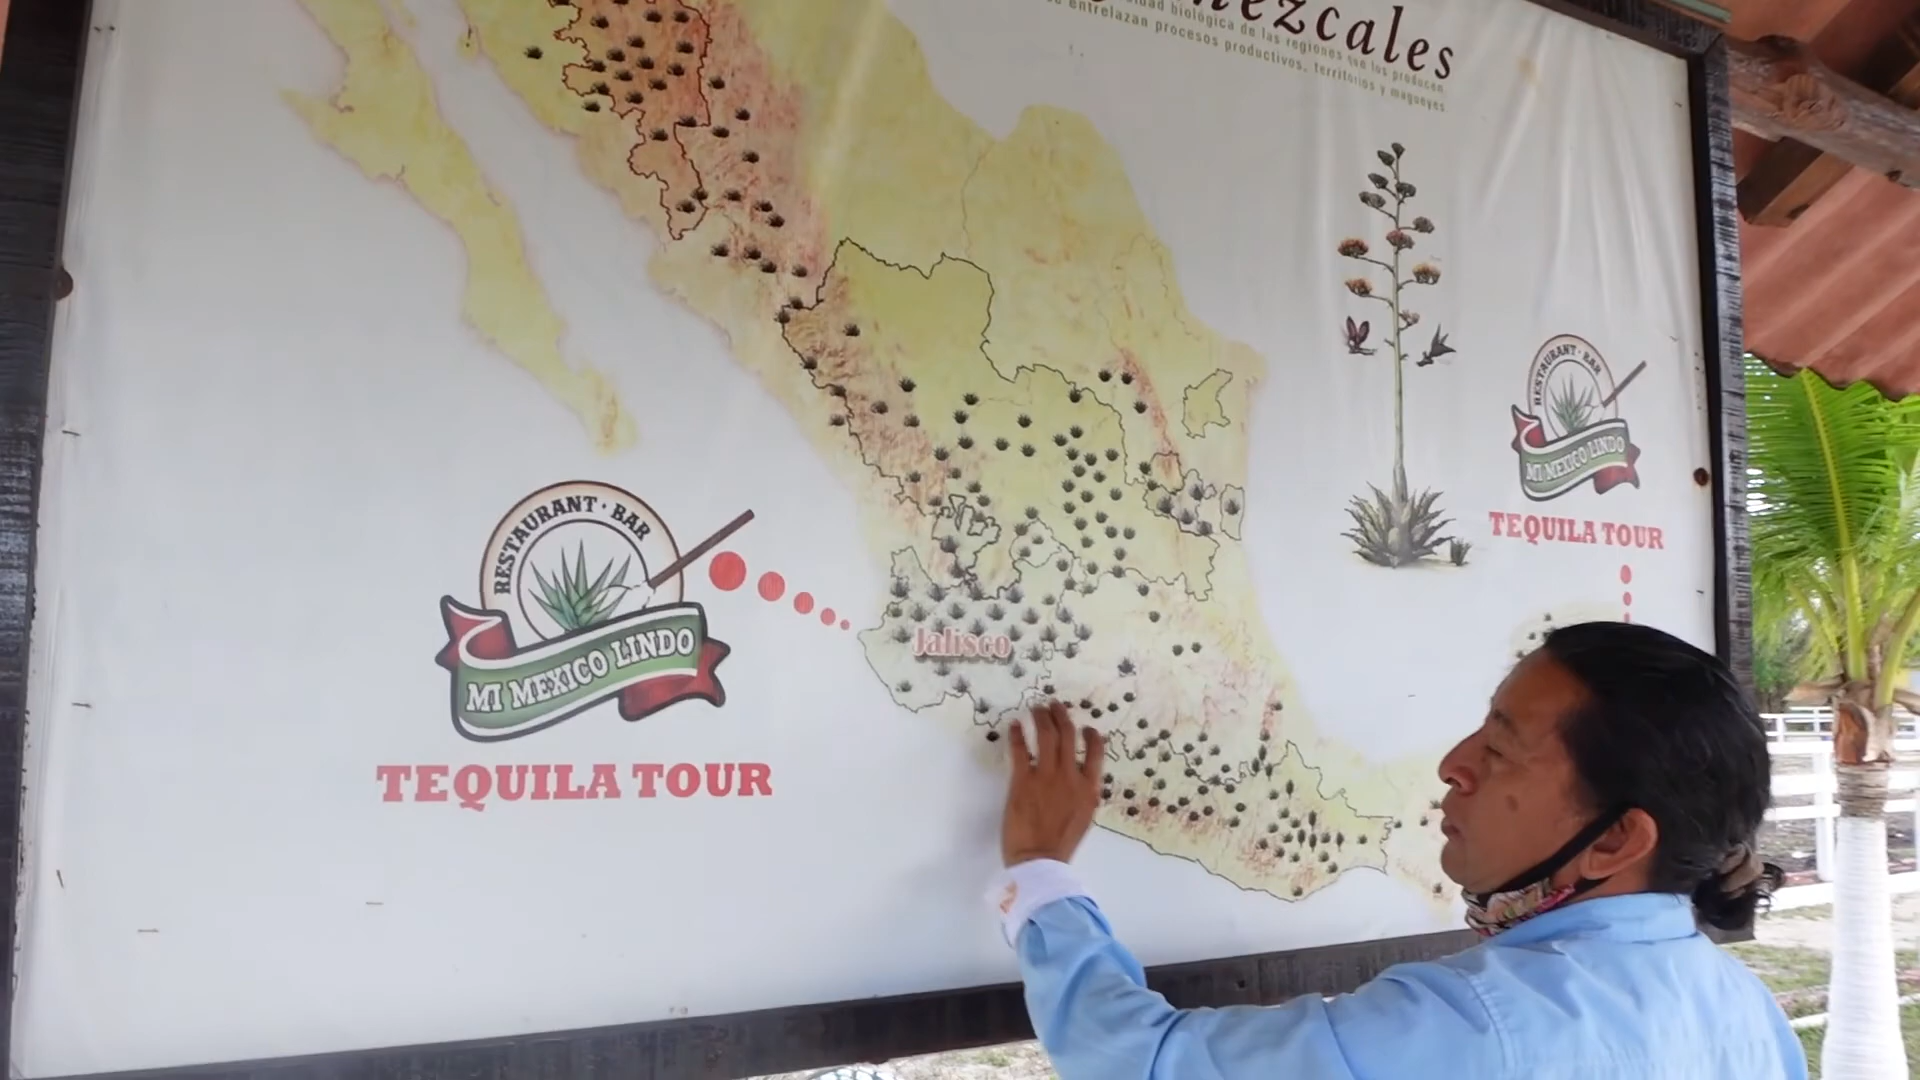 mezcales
biológica de las regiones que los producen
entrelazan procesos productivos, territorios y magueyes
RESTAURANT · BAR
MI MEXICO LINDO
TEQUILA TOUR
Jalisco
RESTAURANT · BAR
MI MEXICO LINDO
TEQUILA TOUR